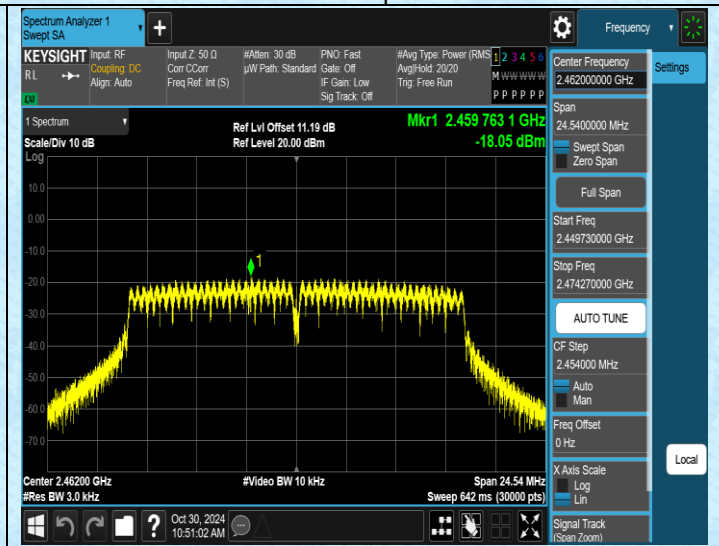 Spectrum Analyzer 1
Swept SA
+
Frequency
KEYSIGHT
RL
Input: RF
Coupling: DC
Align: Auto
Input Z: 50 Ω
Corr CCorr
Freq Ref: Int (S)
#Atten: 30 dB
µW Path: Standard
PNO: Fast
Gate: Off
IF Gain: Low
Sig Track: Off
#Avg Type: Power (RMS
Avg|Hold: 20/20
Trig: Free Run
1 2 3 4 5 6
M W W W W W
P P P P P P
Center Frequency
2.462000000 GHz
Settings
Span
24.5400000 MHz
Swept Span
Zero Span
Full Span
Start Freq
2.449730000 GHz
Stop Freq
2.474270000 GHz
AUTO TUNE
CF Step
2.454000 MHz
Auto
Man
Freq Offset
0 Hz
X Axis Scale
Log
Lin
Signal Track
(Span Zoom)
Local
1 Spectrum
Scale/Div 10 dB
Log
Ref Lvl Offset 11.19 dB
Ref Level 20.00 dBm
Mkr1 2.459 763 1 GHz
-18.05 dBm
10.0
0.00
-10.0
-20.0
-30.0
-40.0
-50.0
-60.0
-70.0
1
Center 2.46200 GHz
#Res BW 3.0 kHz
#Video BW 10 kHz
Span 24.54 MHz
Sweep 642 ms (30000 pts)
?
Oct 30, 2024
10:51:02 AM